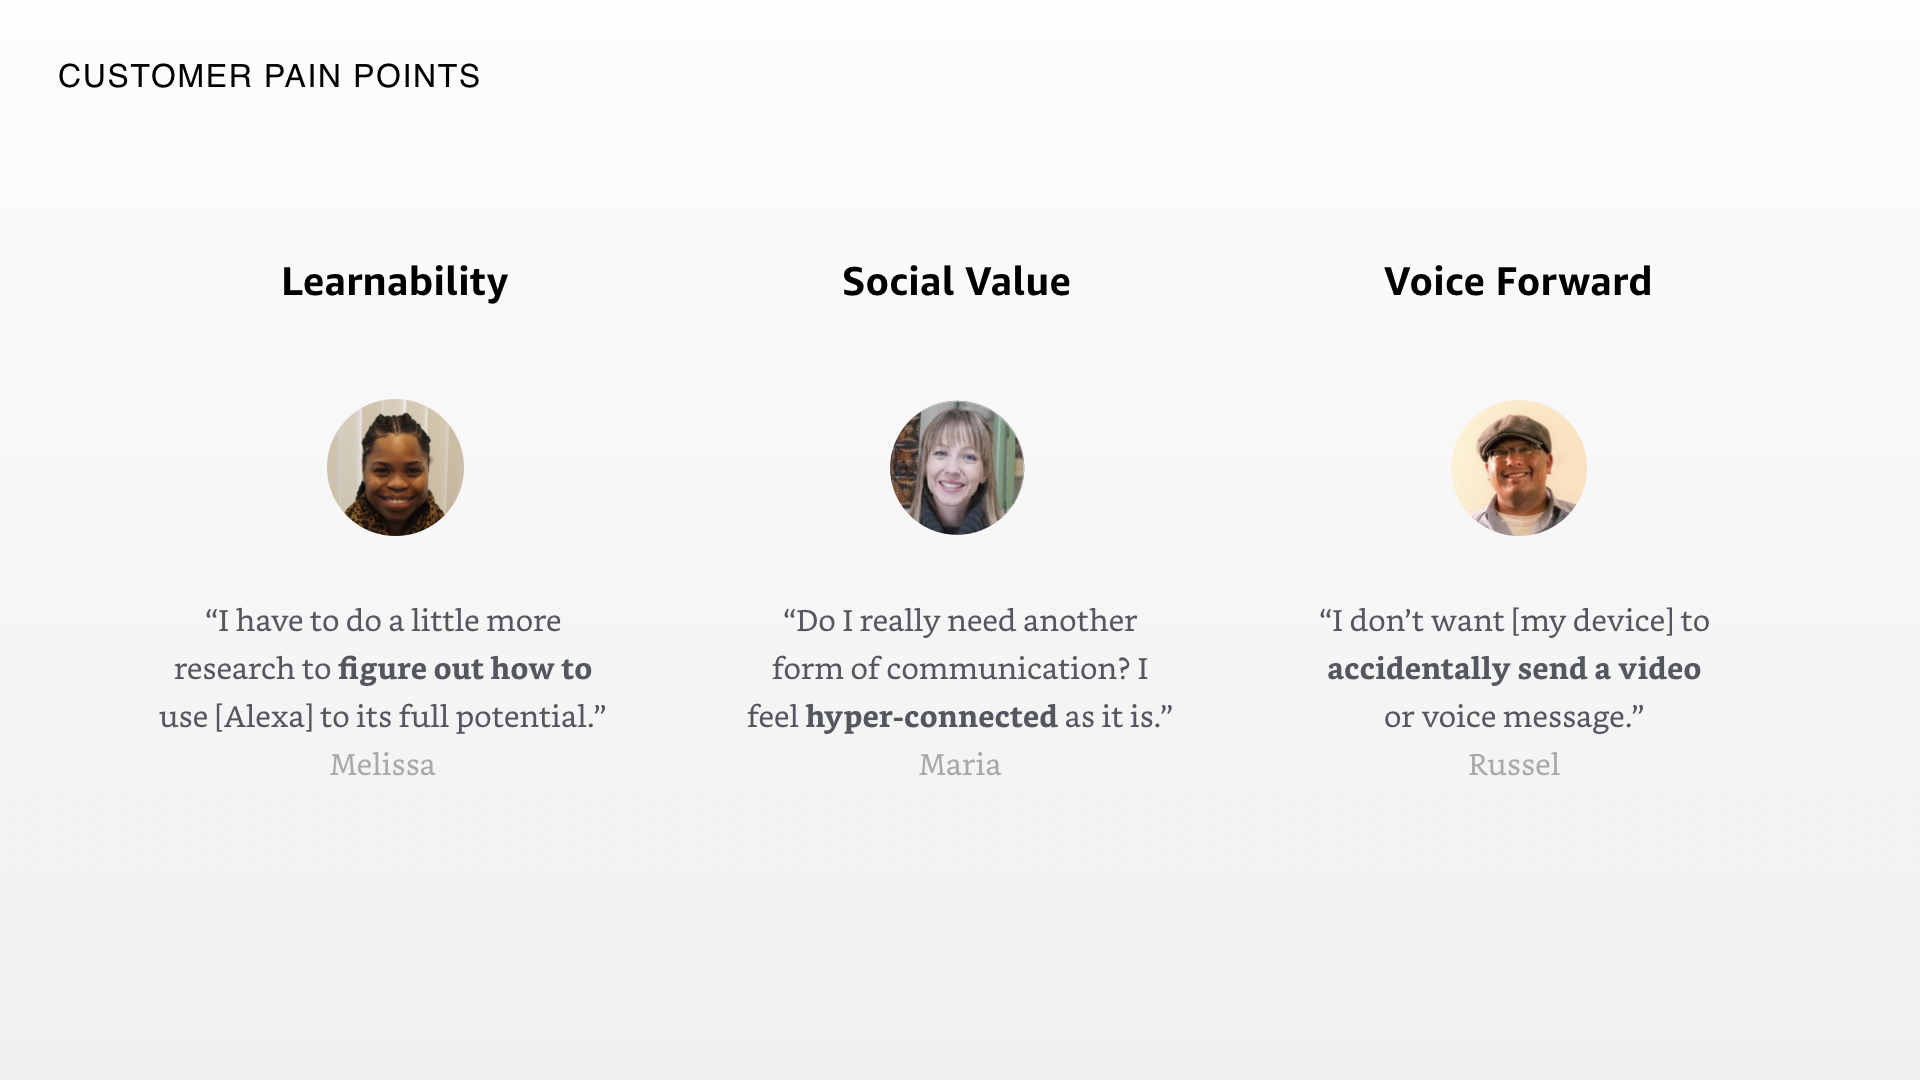 CUSTOMER PAIN POINTS
Learnability
“I have to do a little more
research to figure out how to
use [Alexa] to its full potential.”
Melissa
Social Value
“Do I really need another
form of communication? I
feel hyper-connected as it is.”
Maria
Voice Forward
“I don’t want [my device] to
accidentally send a video
or voice message.”
Russel